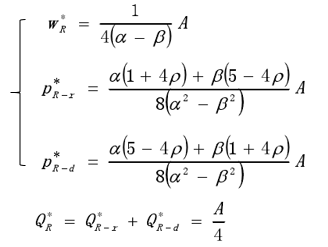 w*_R = 1 / 4(α − β) A
p*_{R−x} = α(1 + 4ρ) + β(5 − 4ρ) / 8(α² − β²) A
p*_{R−d} = α(5 − 4ρ) + β(1 + 4ρ) / 8(α² − β²) A
Q*_R = Q*_{R−x} + Q*_{R−d} = A / 4